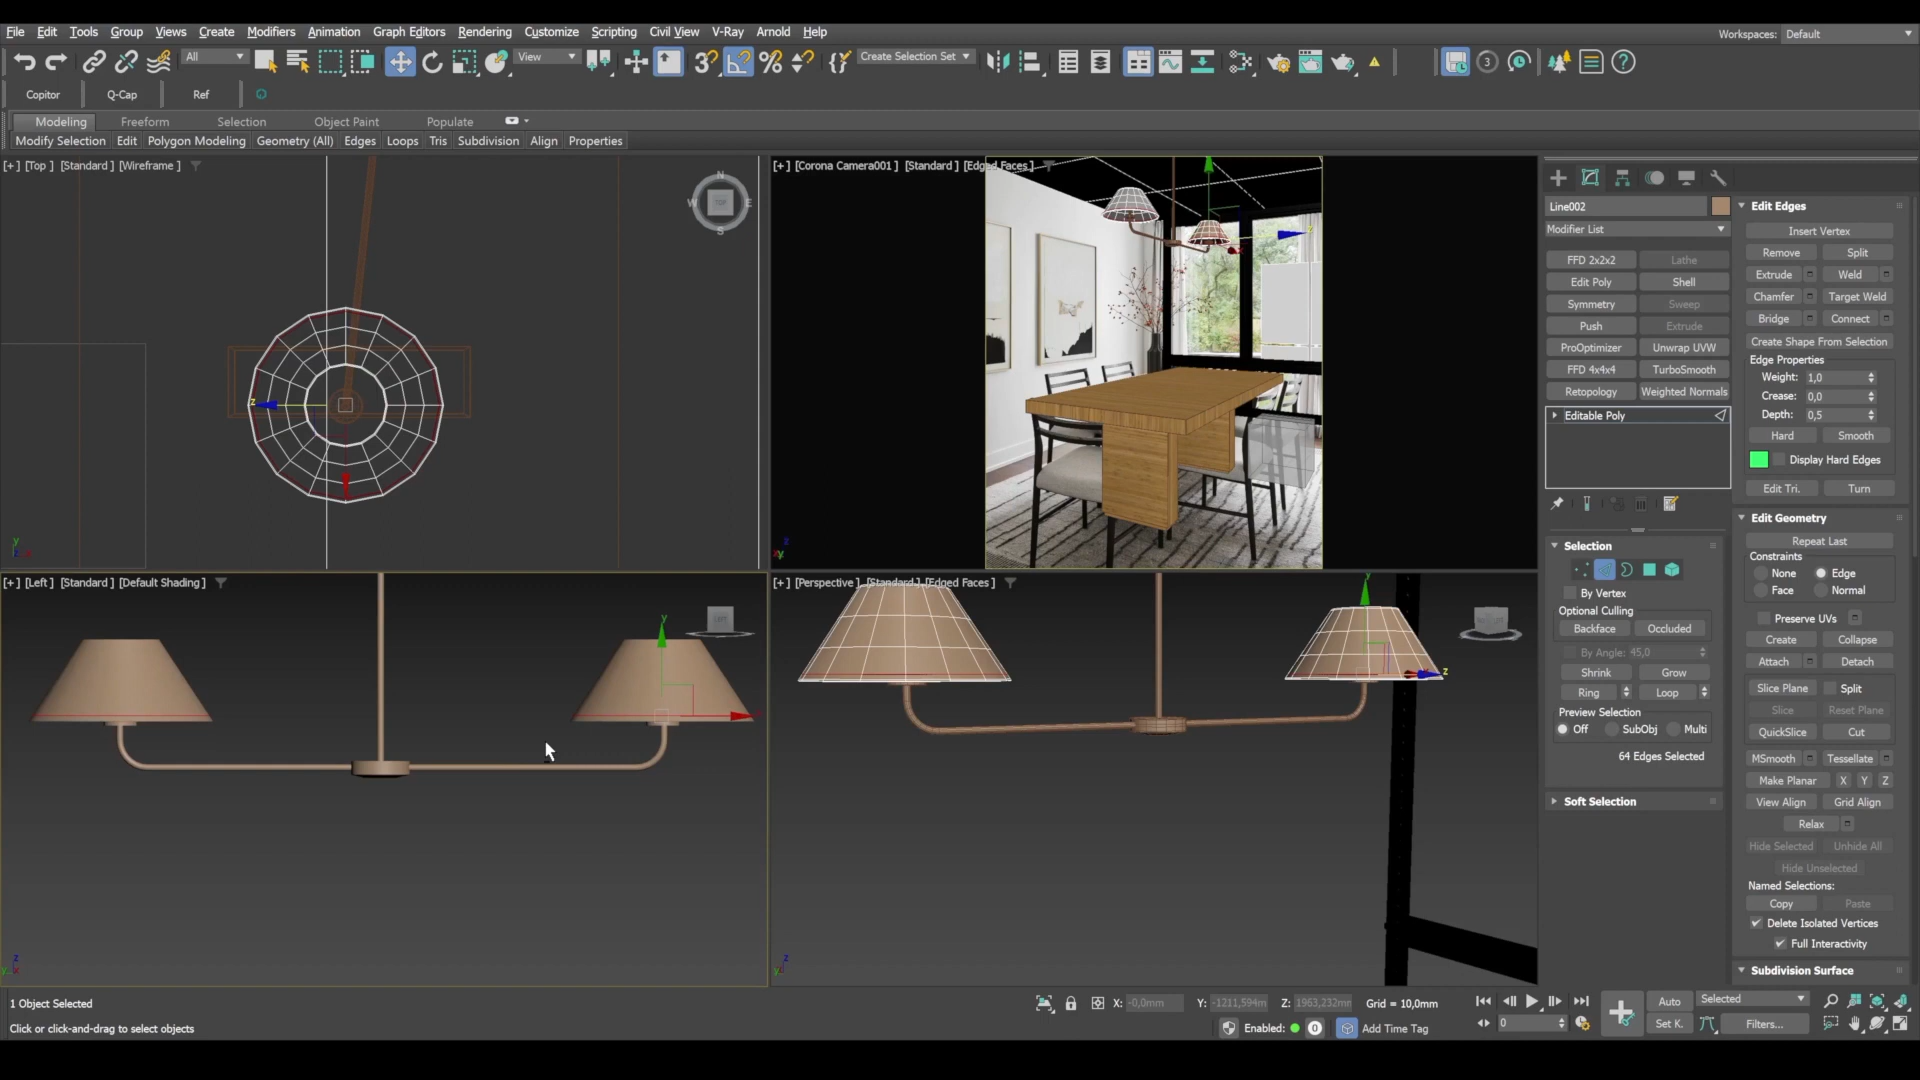 File Edit Tools Group Views Create Modifiers Animation Graph Editors Rendering Customize Scripting Civil View V-Ray Arnold Help
Workspaces: Default
All View Create Selection Set
Copitor Q-Cap Ref
Modeling Freeform Selection Object Paint Populate
Modify Selection Edit Polygon Modeling Geometry (All) Edges Loops Tris Subdivision Align Properties
[+] [Top ] [Standard ] [Wireframe ]
N
W TOP E
S
z
y
[+] [Corona Camera001 ] [Standard ] [Edged Faces ]
[+] [Left ] [Standard ] [Default Shading ]
y
z
[+] [Perspective ] [Standard ] [Edged Faces ]
z
Line002
Modifier List
FFD 2x2x2 Lathe
Edit Poly Shell
Symmetry Sweep
Push Extrude
ProOptimizer Unwrap UVW
FFD 4x4x4 TurboSmooth
Retopology Weighted Normals
Editable Poly
Selection
By Vertex
Optional Culling
Backface Occluded
By Angle: 45,0
Shrink Grow
Ring Loop
Preview Selection
Off SubObj Multi
64 Edges Selected
Soft Selection
Edit Edges
Insert Vertex
Remove Split
Extrude Weld
Chamfer Target Weld
Bridge Connect
Create Shape From Selection
Edge Properties
Weight: 1,0
Crease: 0,0
Depth: 0,5
Hard Smooth
Display Hard Edges
Edit Tri. Turn
Edit Geometry
Repeat Last
Constraints
None Edge
Face Normal
Preserve UVs
Create Collapse
Attach Detach
Slice Plane Split
Slice Reset Plane
QuickSlice Cut
MSmooth Tessellate
Make Planar X Y Z
View Align Grid Align
Relax
Hide Selected Unhide All
Hide Unselected
Named Selections:
Copy Paste
Delete Isolated Vertices
Full Interactivity
Subdivision Surface
1 Object Selected
Click or click-and-drag to select objects
X: -0,0mm Y: -1211,594m Z: 1963,232mm Grid = 10,0mm
Enabled: 0 Add Time Tag
0
Auto Selected
Set K. Filters...